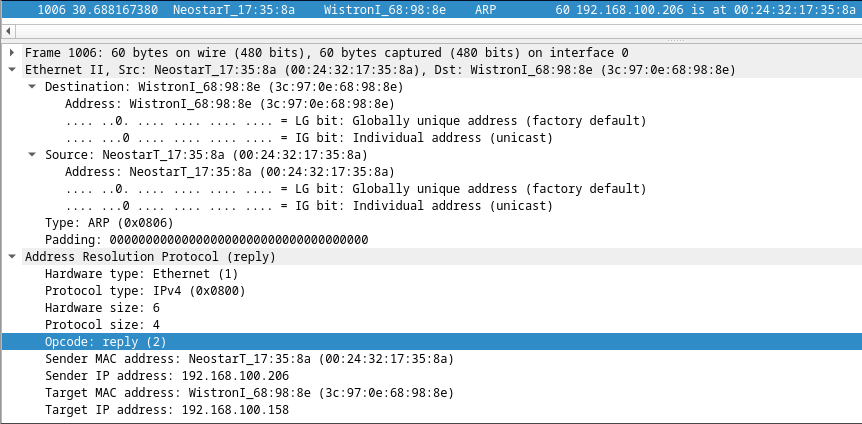 1006 30.688167380 NeostarT_17:35:8a WistronI_68:98:8e ARP 60 192.168.100.206 is at 00:24:32:17:35:8a
Frame 1006: 60 bytes on wire (480 bits), 60 bytes captured (480 bits) on interface 0
Ethernet II, Src: NeostarT_17:35:8a (00:24:32:17:35:8a), Dst: WistronI_68:98:8e (3c:97:0e:68:98:8e)
Destination: WistronI_68:98:8e (3c:97:0e:68:98:8e)
Address: WistronI_68:98:8e (3c:97:0e:68:98:8e)
.... ..0. .... .... .... .... = LG bit: Globally unique address (factory default)
.... ...0 .... .... .... .... = IG bit: Individual address (unicast)
Source: NeostarT_17:35:8a (00:24:32:17:35:8a)
Address: NeostarT_17:35:8a (00:24:32:17:35:8a)
.... ..0. .... .... .... .... = LG bit: Globally unique address (factory default)
.... ...0 .... .... .... .... = IG bit: Individual address (unicast)
Type: ARP (0x0806)
Padding: 000000000000000000000000000000000000
Address Resolution Protocol (reply)
Hardware type: Ethernet (1)
Protocol type: IPv4 (0x0800)
Hardware size: 6
Protocol size: 4
Opcode: reply (2)
Sender MAC address: NeostarT_17:35:8a (00:24:32:17:35:8a)
Sender IP address: 192.168.100.206
Target MAC address: WistronI_68:98:8e (3c:97:0e:68:98:8e)
Target IP address: 192.168.100.158